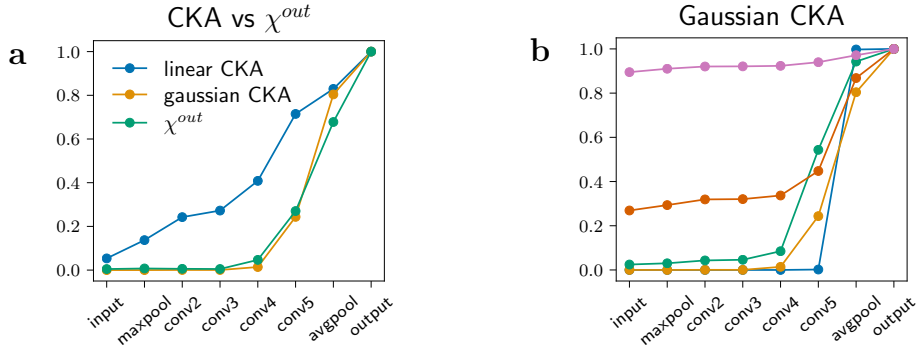 CKA vs χ^out
a
1.0
0.8
0.6
0.4
0.2
0.0
linear CKA
gaussian CKA
χ^out
input
maxpool
conv2
conv3
conv4
conv5
avgpool
output
Gaussian CKA
b
1.0
0.8
0.6
0.4
0.2
0.0
input
maxpool
conv2
conv3
conv4
conv5
avgpool
output